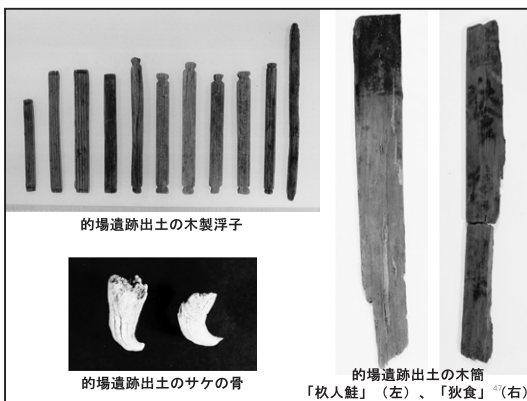 的場遺跡出土の木製浮子
的場遺跡出土のサケの骨
的場遺跡出土の木簡
「杁人鮭」（左）、「狄食」47（右）